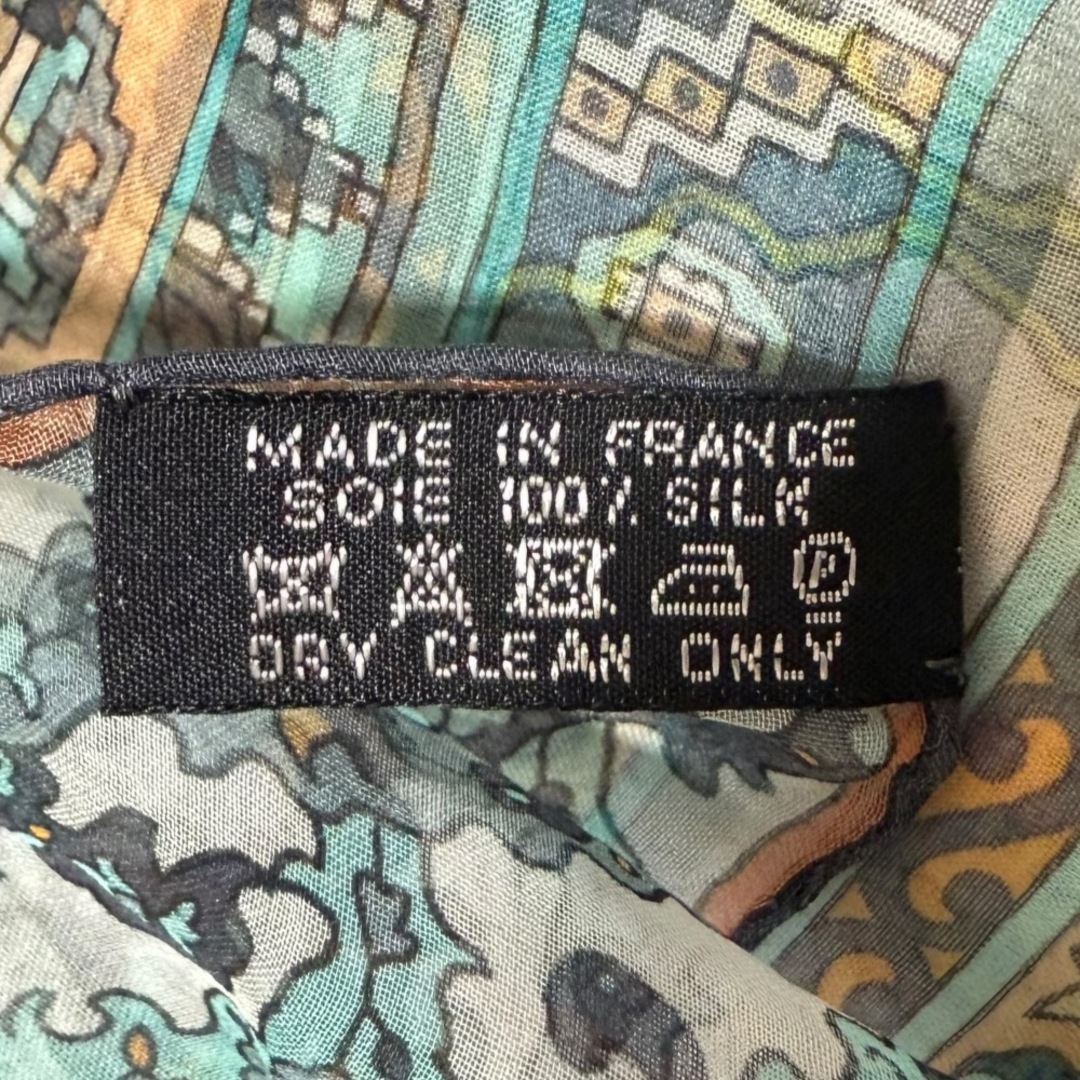 MADE IN FRANCE
SOIE 100% SILK
P
DRY CLEAN ONLY